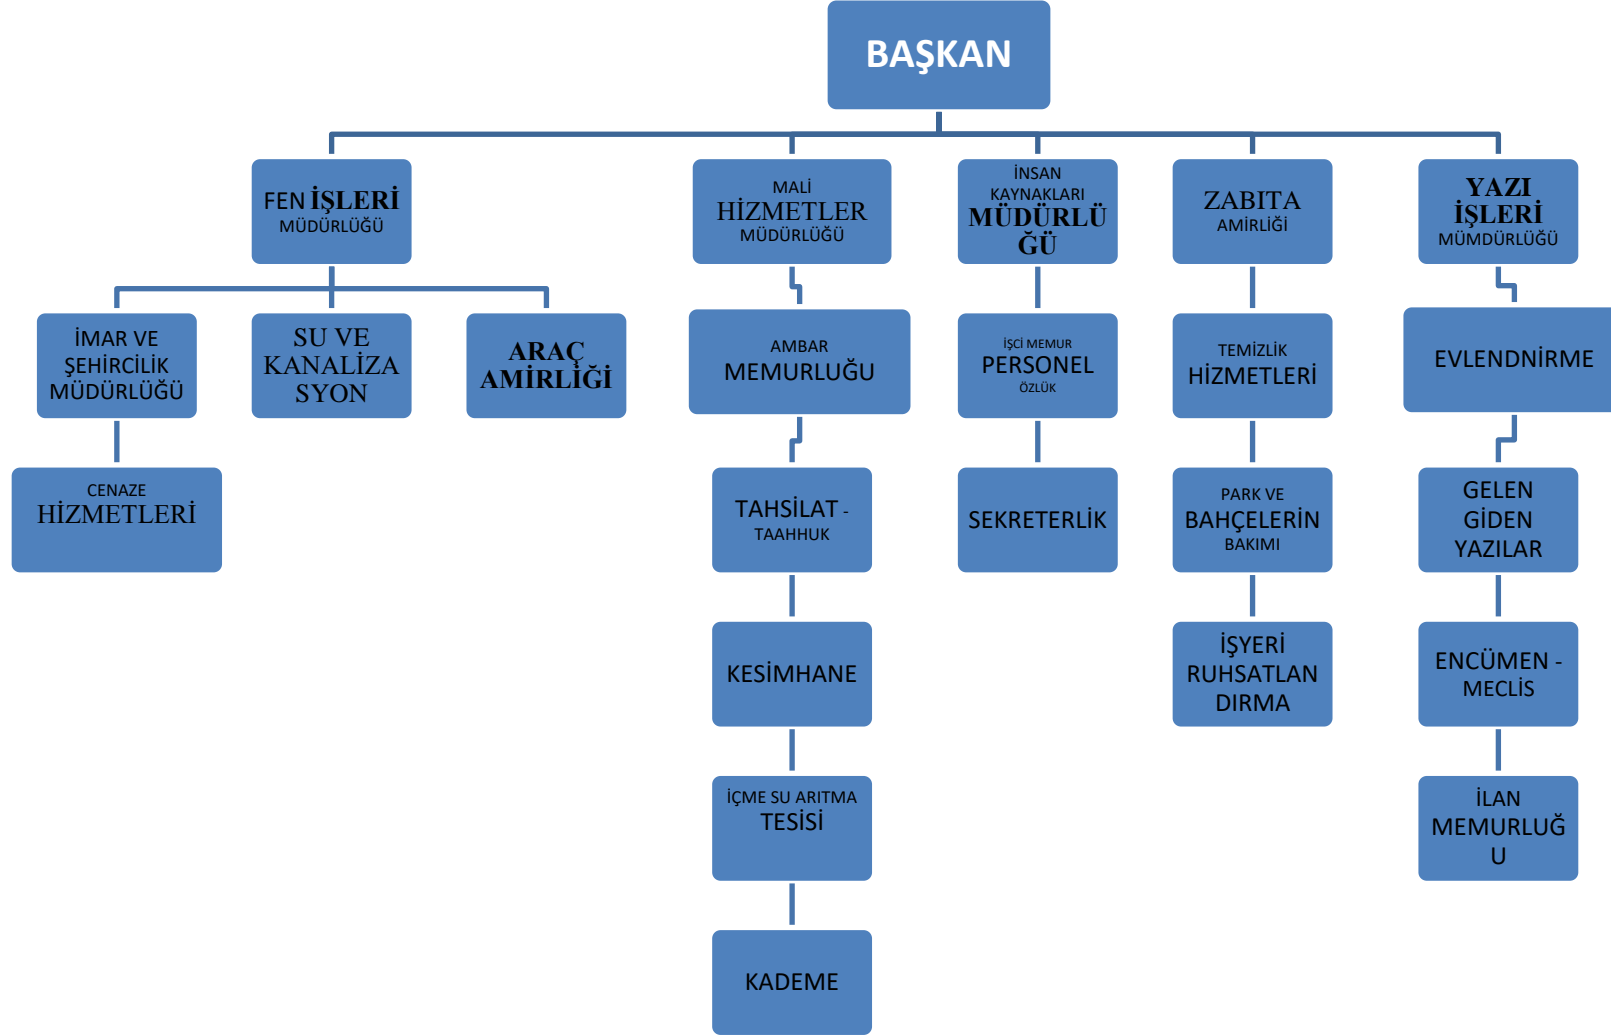 BAŞKAN
FEN İŞLERİ
MÜDÜRLÜĞÜ
MALİ
HİZMETLER
MÜDÜRLÜĞÜ
İNSAN
KAYNAKLARI
MÜDÜRLÜ
ĞÜ
ZABITA
AMİRLİĞİ
YAZI
İŞLERİ
MÜMDÜRLÜĞÜ
İMAR VE
ŞEHİRCİLİK
MÜDÜRLÜĞÜ
SU VE
KANALİZA
SYON
ARAÇ
AMİRLİĞİ
AMBAR
MEMURLUĞU
İŞCİ MEMUR
PERSONEL
ÖZLÜK
TEMİZLİK
HİZMETLERİ
EVLENDNİRME
CENAZE
HİZMETLERİ
TAHSİLAT -
TAAHHUK
SEKRETERLİK
PARK VE
BAHÇELERİN
BAKIMI
GELEN
GİDEN
YAZILAR
KESİMHANE
İŞYERİ
RUHSATLAN
DIRMA
ENCÜMEN -
MECLİS
İÇME SU ARITMA
TESİSİ
İLAN
MEMURLUĞ
U
KADEME